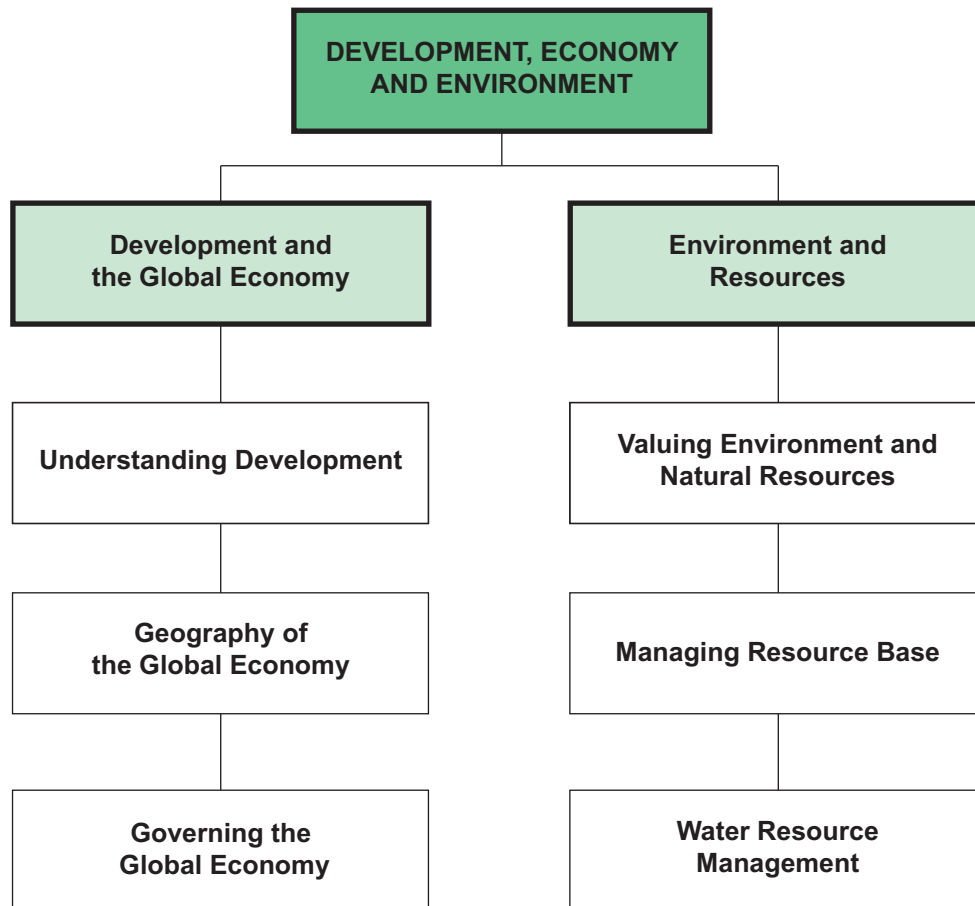 DEVELOPMENT, ECONOMY
AND ENVIRONMENT
Development and
the Global Economy
Environment and
Resources
Understanding Development
Valuing Environment and
Natural Resources
Geography of
the Global Economy
Managing Resource Base
Governing the
Global Economy
Water Resource
Management